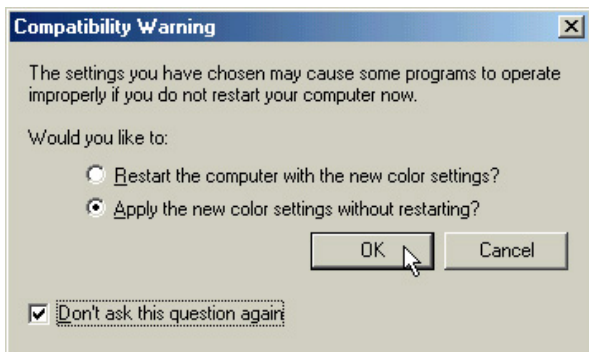 Compatibility Warning
The settings you have chosen may cause some programs to operate
improperly if you do not restart your computer now.
Would you like to:
Restart the computer with the new color settings?
Apply the new color settings without restarting?
OK Cancel
Don't ask this question again